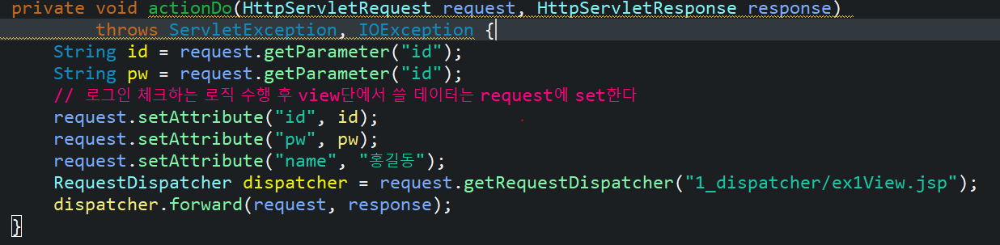 private void actionDo(HttpServletRequest request, HttpServletResponse response)
throws ServletException, IOException {
String id = request.getParameter("id");
String pw = request.getParameter("id");
// 로그인 체크하는 로직 수행 후 view단에서 쓸 데이터는 request에 set한다
request.setAttribute("id", id);
request.setAttribute("pw", pw);
request.setAttribute("name", "홍길동");
RequestDispatcher dispatcher = request.getRequestDispatcher("1_dispatcher/ex1View.jsp");
dispatcher.forward(request, response);
}